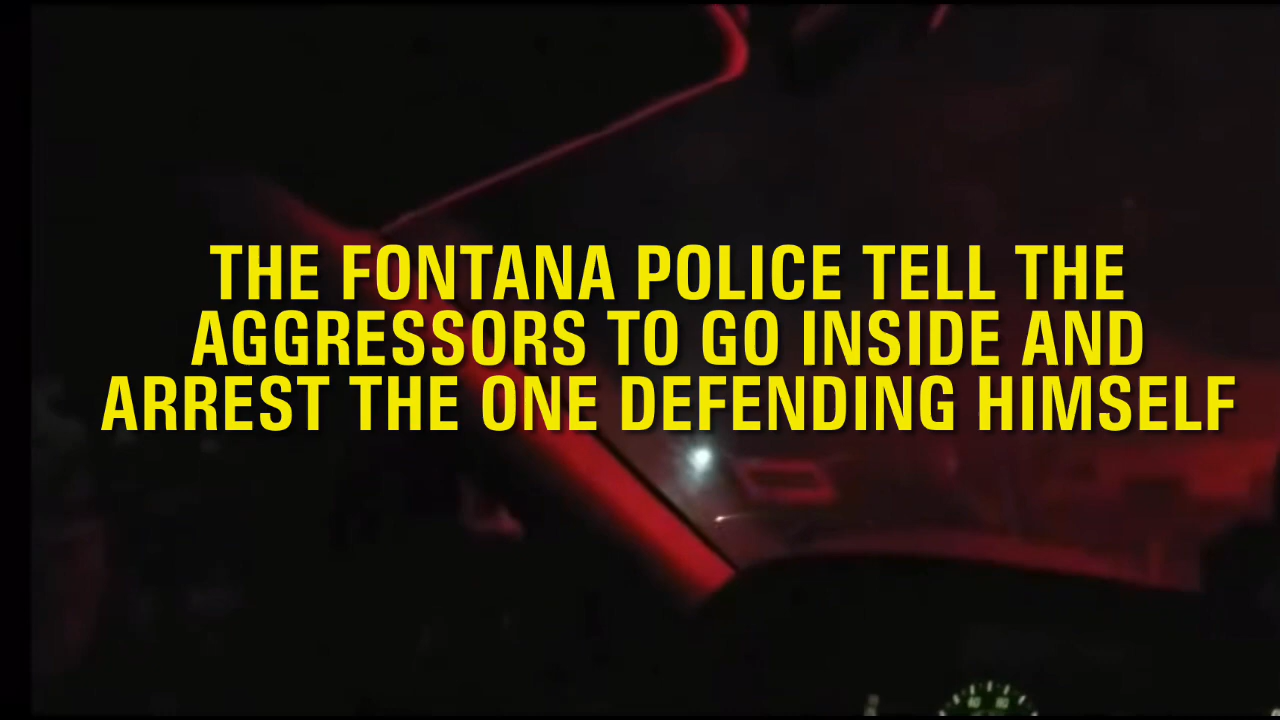 THE FONTANA POLICE TELL THE
AGGRESSORS TO GO INSIDE AND
ARREST THE ONE DEFENDING HIMSELF